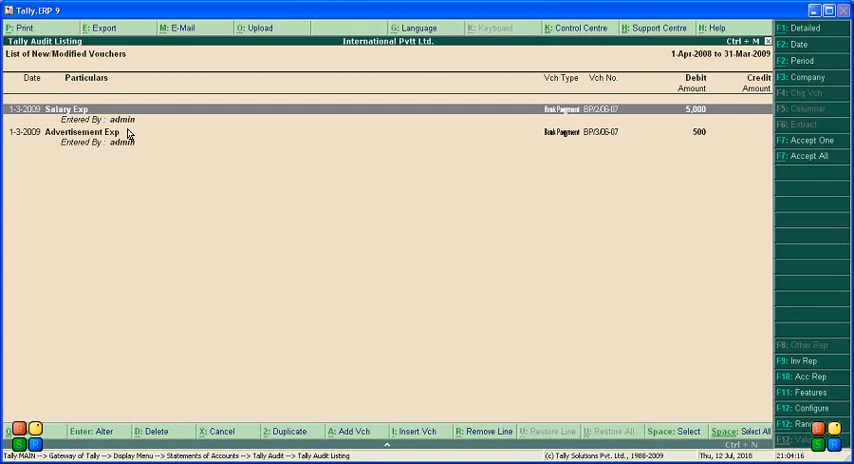 Tally.ERP 9
P: Print E: Export M: E-Mail O: Upload G: Language K: Keyboard K: Control Centre H: Support Centre H: Help
Tally Audit Listing International Pvtt Ltd. Ctrl + M
List of New/Modified Vouchers 1-Apr-2008 to 31-Mar-2009
Date Particulars Vch Type Vch No. Debit Credit
Amount Amount
1-3-2009 Salary Exp Bank Payment BP/2/06-07 5,000
Entered By : admin
1-3-2009 Advertisement Exp Bank Payment BP/3/06-07 500
Entered By : admin
F1: Detailed
F2: Date
F2: Period
F3: Company
F4: Chg Vch
F5: Columnar
F6: Extract
F7: Accept One
F7: Accept All
F8: Other Rep
F9: Inv Rep
F10: Acc Rep
F11: Features
F12: Configure
F12:
F12:
Enter: Alter D: Delete X: Cancel 2: Duplicate A: Add Vch I: Insert Vch R: Remove Line U: Restore Line U: Restore All Space: Select Space: Select All
Ctrl + N
Tally MAIN --> Gateway of Tally --> Display Menu --> Statements of Accounts --> Tally Audit --> Tally Audit Listing (c) Tally Solutions Pvt. Ltd., 1988-2009 Thu, 12 Jul, 2018 21:04:16